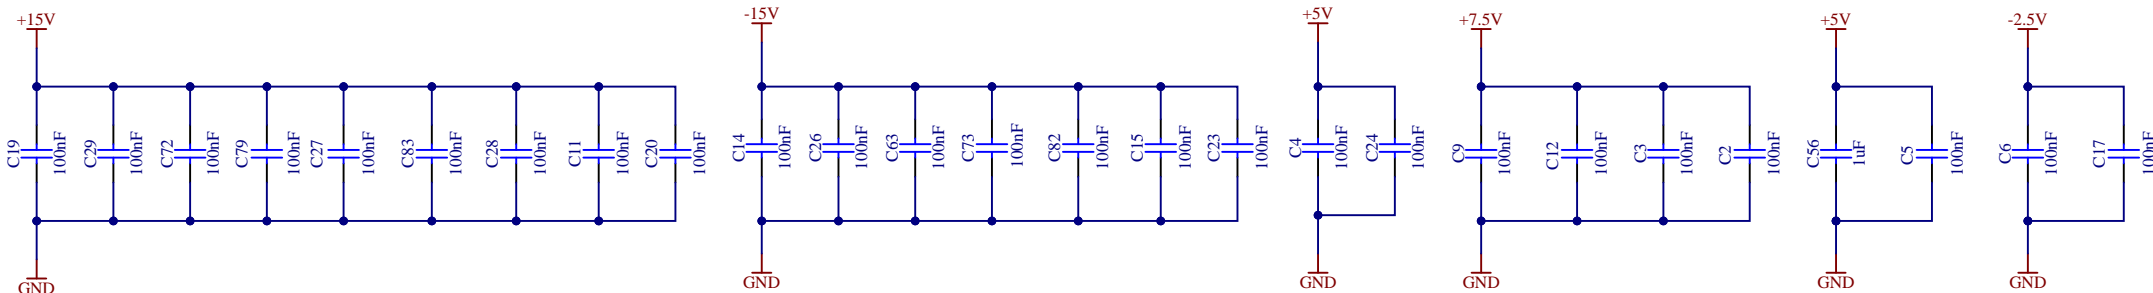 +15V
C19
100nF
C29
100nF
C72
100nF
C79
100nF
C27
100nF
C83
100nF
C28
100nF
C11
100nF
C20
100nF
GND
-15V
C14
100nF
C26
100nF
C63
100nF
C73
100nF
C82
100nF
C15
100nF
C23
100nF
GND
+5V
C4
100nF
C24
100nF
GND
+7.5V
C9
100nF
C12
100nF
C3
100nF
C2
100nF
GND
+5V
C56
1uF
C5
100nF
GND
-2.5V
C6
100nF
C17
100nF
GND